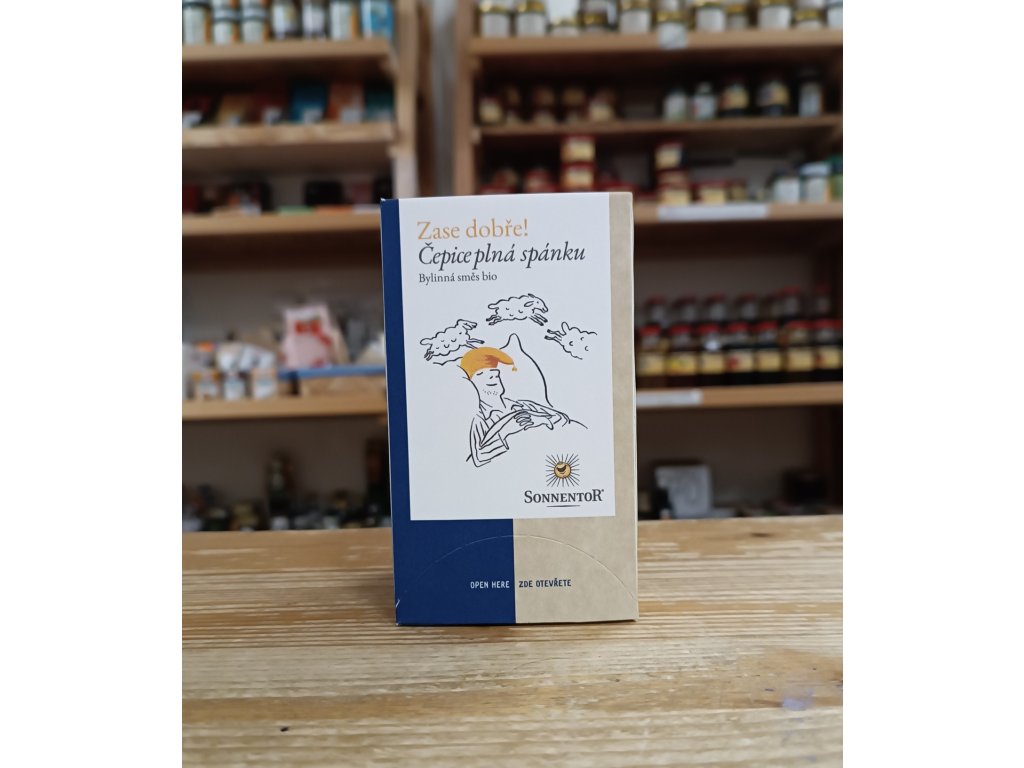 Zase dobře!
Čepice plná spánku
Bylinná směs bio
SONNENTOR®
OPEN HERE ZDE OTEVŘETE